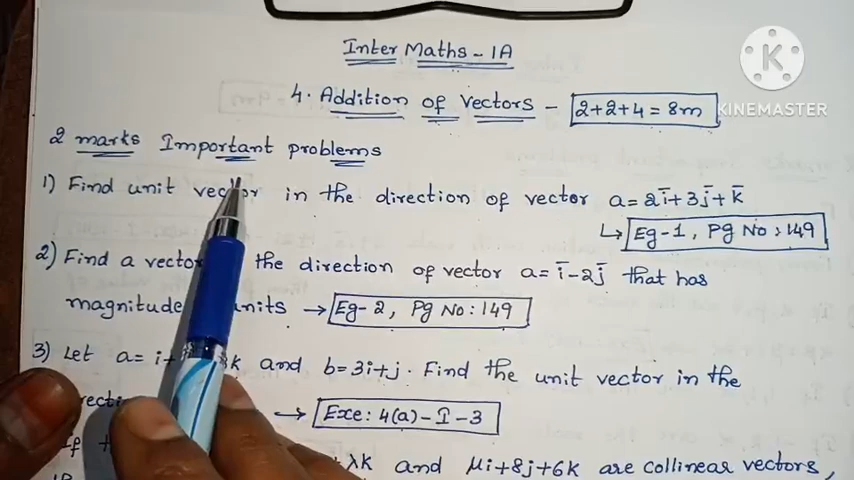 Inter Maths - 1A
K
KINEMASTER
4. Addition of vectors - 2+2+4 = 8m
2 marks Important problems
1) Find unit vector in the direction of vector a = 2i̅+3j̅+k̅
↳ Eg-1, Pg No: 149
2) Find a vector the direction of vector a = i̅-2j̅ that has
magnitude units → Eg-2, Pg No: 149
3) Let a = i+ k and b = 3i+j. Find the unit vector in the
→ Exe: 4(a)-I-3
λk and μi+8j+6k are collinear vectors,